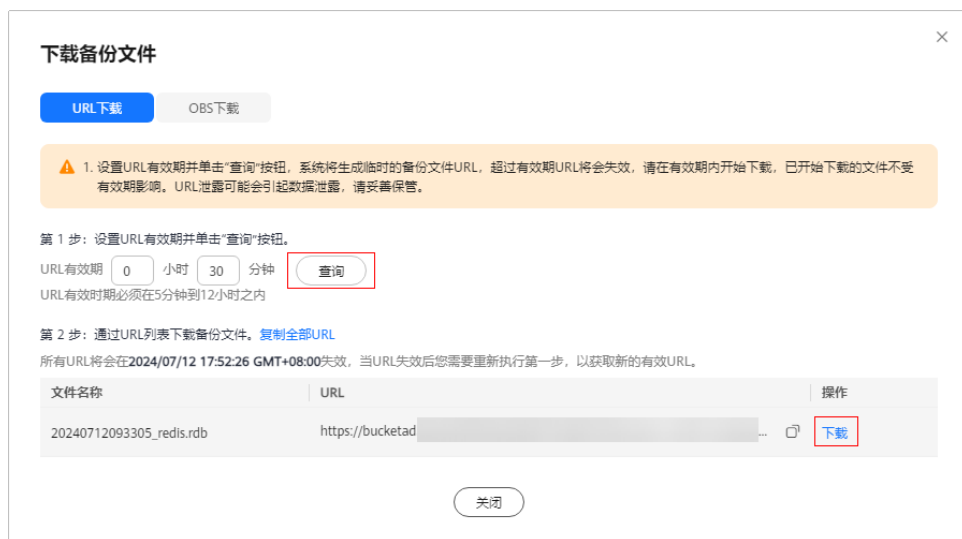 下载备份文件
URL下载 OBS下载
1. 设置URL有效期并单击“查询”按钮，系统将生成临时的备份文件URL，超过有效期URL将会失效，请在有效期内开始下载，已开始下载的文件不受
有效期影响。URL泄露可能会引起数据泄露，请妥善保管。
第 1 步：设置URL有效期并单击“查询”按钮。
URL有效期 0 小时 30 分钟 查询
URL有效时期必须在5分钟到12小时之内
第 2 步：通过URL列表下载备份文件。复制全部URL
所有URL将会在2024/07/12 17:52:26 GMT+08:00失效，当URL失效后您需要重新执行第一步，以获取新的有效URL。
文件名称 URL 操作
20240712093305_redis.rdb https://bucketad ... 下载
关闭